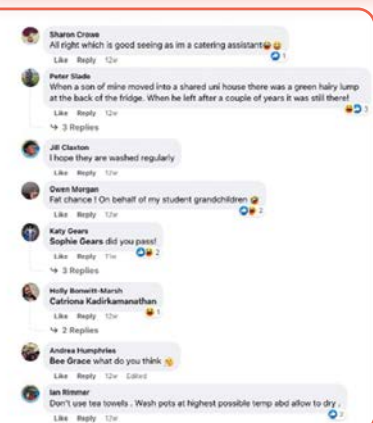 Sharon Crowe
All right which is good seeing as im a catering assistant😂😀
Like Reply 12w 1
Peter Slade
When a son of mine moved into a shared uni house there was a green hairy lump
at the back of the fridge. When he left after a couple of years it was still there!
Like Reply 12w 3
3 Replies
Jill Claxton
I hope they are washed regularly
Like Reply 12w
Owen Morgan
Fat chance ! On behalf of my student grandchildren 🤣
Like Reply 12w 2
Katy Gears
Sophie Gears did you pass!
Like Reply 11w 2
3 Replies
Holly Bonwitt-Marsh
Catriona Kadirkamanathan
Like Reply 12w 1
2 Replies
Andrea Humphries
Bee Grace what do you think
Like Reply 12w Edited
Ian Rimmer
Don't use tea towels . Wash pots at highest possible temp abd allow to dry .
Like Reply 12w 2